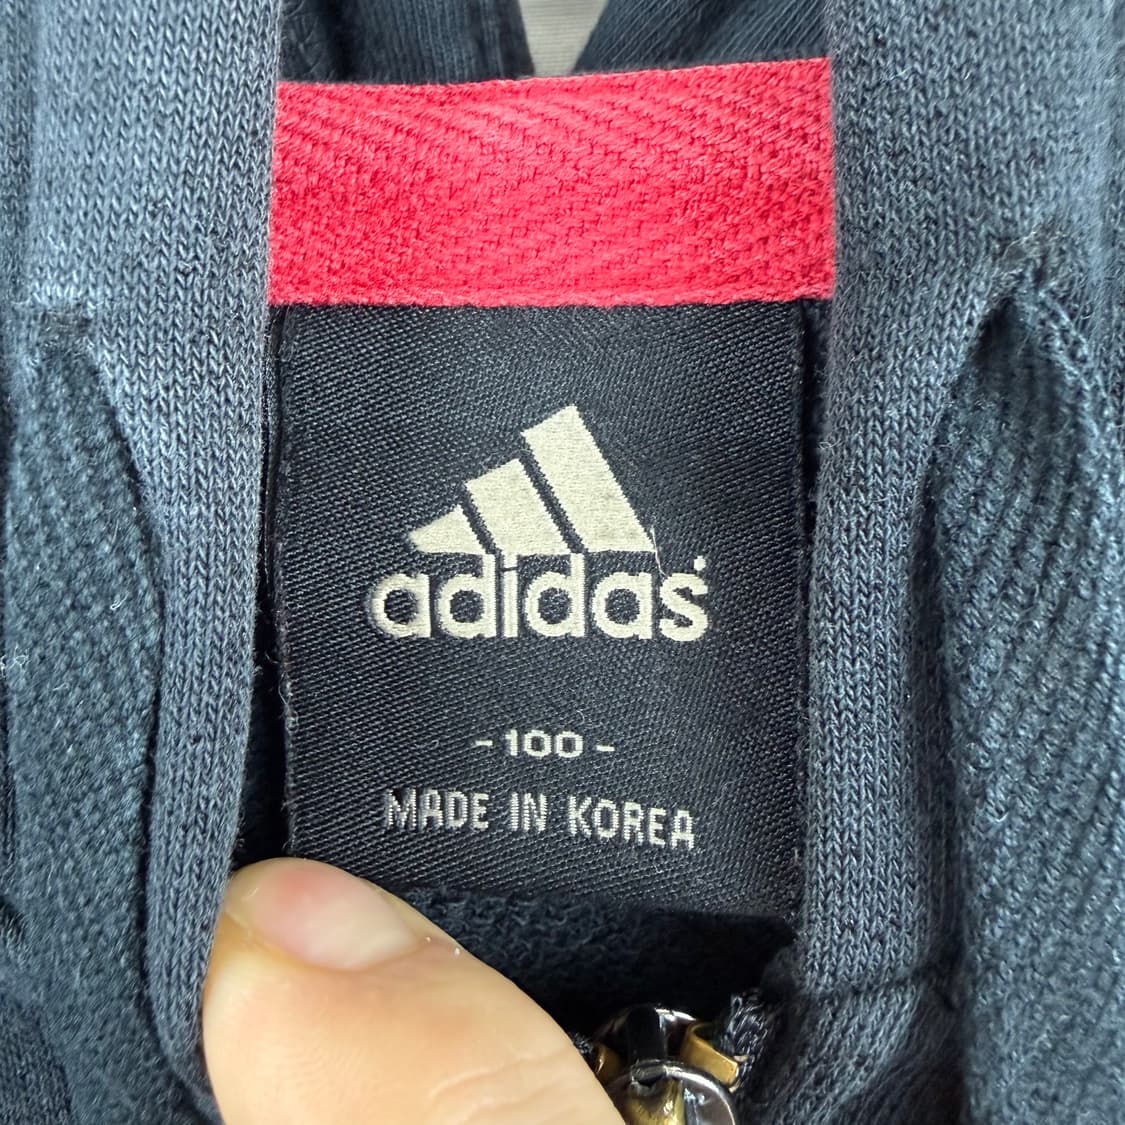 adidas
- 100 -
MADE IN KOREA